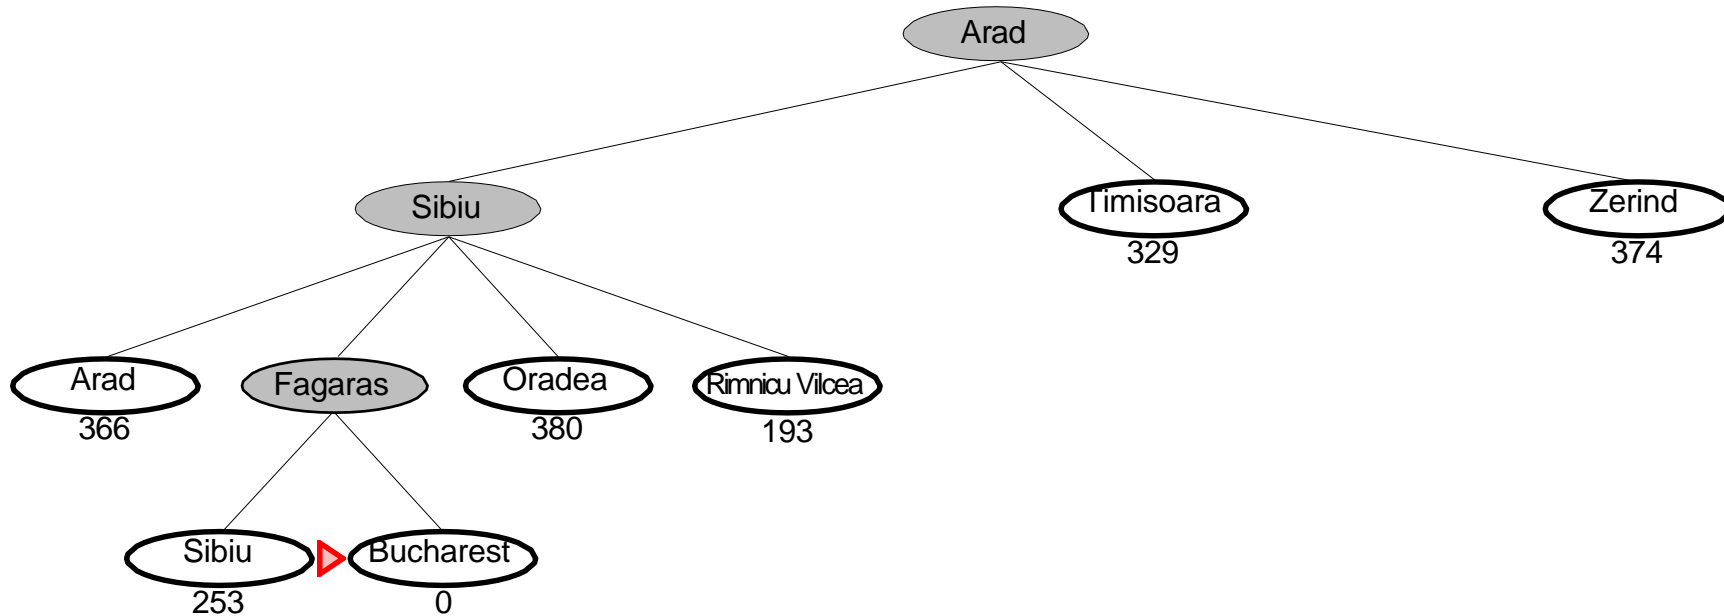 Arad
Sibiu
Timisoara
Zerind
329
374
Arad
Fagaras
Oradea
Rimnicu Vilcea
366
380
193
Sibiu
Bucharest
253
0